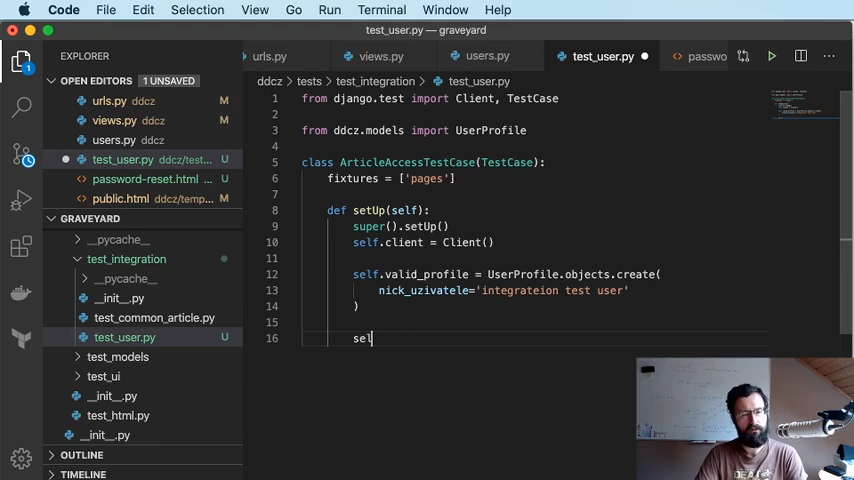 Code File Edit Selection View Go Run Terminal Window Help
test_user.py — graveyard
EXPLORER
urls.py views.py users.py test_user.py passwo
OPEN EDITORS 1 UNSAVED
ddcz > tests > test_integration > test_user.py
urls.py ddcz M
views.py ddcz M
users.py ddcz
test_user.py ddcz/test... U
password-reset.html ... U
public.html ddcz/temp... M
GRAVEYARD
__pycache__
test_integration
__pycache__
__init__.py
test_common_article.py
test_user.py U
test_models
test_ui
__init__.py
test_html.py
__init__.py
OUTLINE
TIMELINE
1 from django.test import Client, TestCase
2
3 from ddcz.models import UserProfile
4
5 class ArticleAccessTestCase(TestCase):
6 fixtures = ['pages']
7
8 def setUp(self):
9 super().setUp()
10 self.client = Client()
11
12 self.valid_profile = UserProfile.objects.create(
13 nick_uzivatele='integrateion test user'
14 )
15
16 sel
1